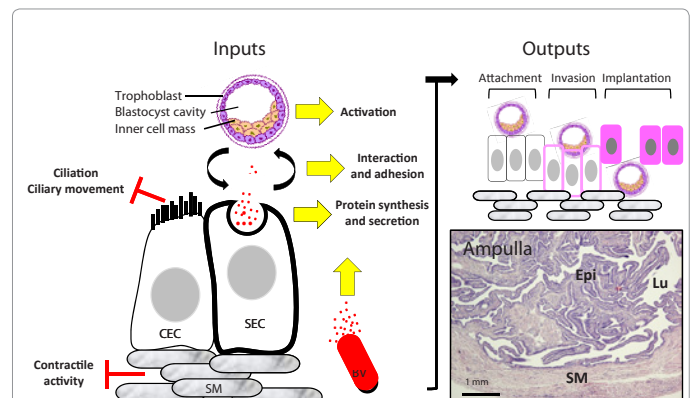 Inputs
Outputs
Trophoblast
Blastocyst cavity
Inner cell mass
Activation
Interaction
and adhesion
Ciliation
Ciliary movement
Protein synthesis
and secretion
CEC
SEC
Contractile
activity
SM
BV
Attachment
Invasion
Implantation
Ampulla
Epi
Lu
SM
1 mm